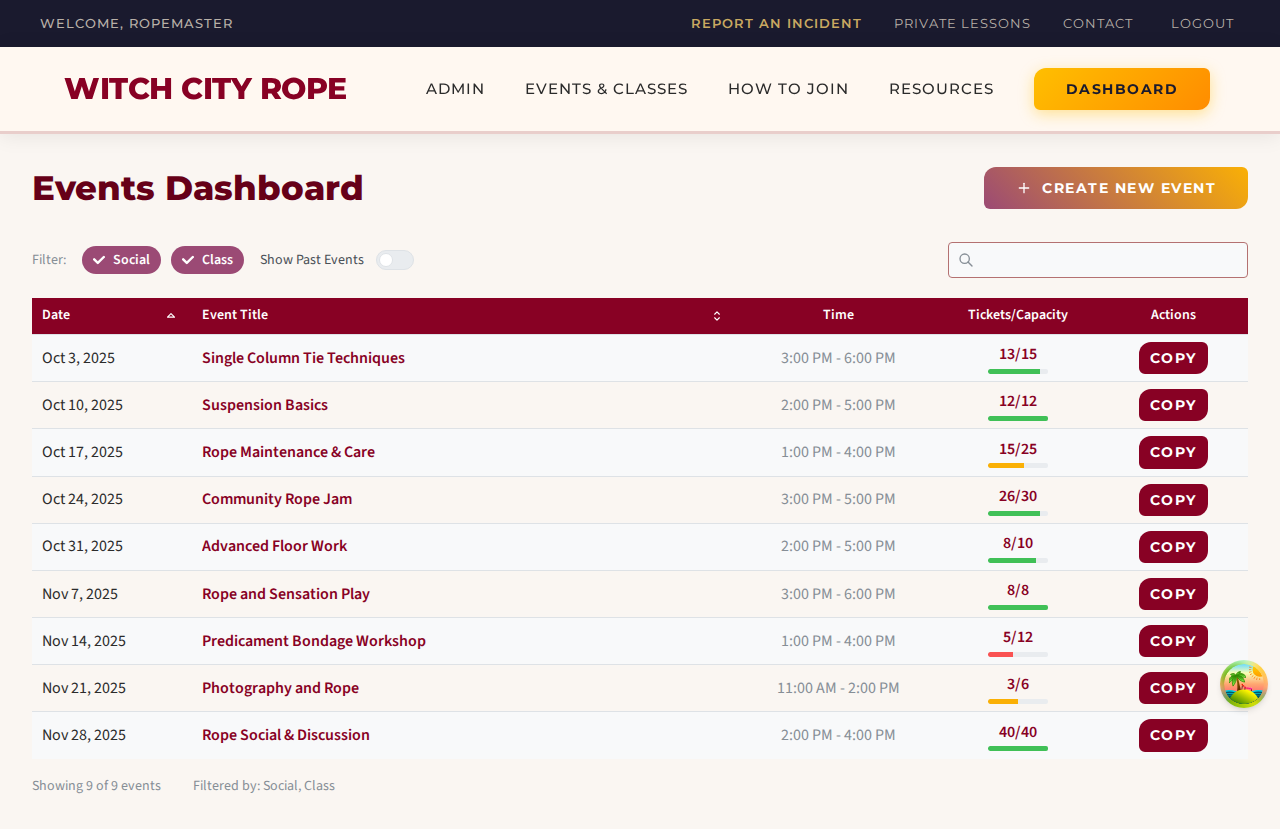 WELCOME, ROPEMASTER
REPORT AN INCIDENT PRIVATE LESSONS CONTACT LOGOUT
WITCH CITY ROPE ADMIN EVENTS & CLASSES HOW TO JOIN RESOURCES DASHBOARD
Events Dashboard
+ CREATE NEW EVENT
Filter: Social Class Show Past Events
Date Event Title Time Tickets/Capacity Actions
Oct 3, 2025 Single Column Tie Techniques 3:00 PM - 6:00 PM 13/15 COPY
Oct 10, 2025 Suspension Basics 2:00 PM - 5:00 PM 12/12 COPY
Oct 17, 2025 Rope Maintenance & Care 1:00 PM - 4:00 PM 15/25 COPY
Oct 24, 2025 Community Rope Jam 3:00 PM - 5:00 PM 26/30 COPY
Oct 31, 2025 Advanced Floor Work 2:00 PM - 5:00 PM 8/10 COPY
Nov 7, 2025 Rope and Sensation Play 3:00 PM - 6:00 PM 8/8 COPY
Nov 14, 2025 Predicament Bondage Workshop 1:00 PM - 4:00 PM 5/12 COPY
Nov 21, 2025 Photography and Rope 11:00 AM - 2:00 PM 3/6 COPY
Nov 28, 2025 Rope Social & Discussion 2:00 PM - 4:00 PM 40/40 COPY
Showing 9 of 9 events Filtered by: Social, Class